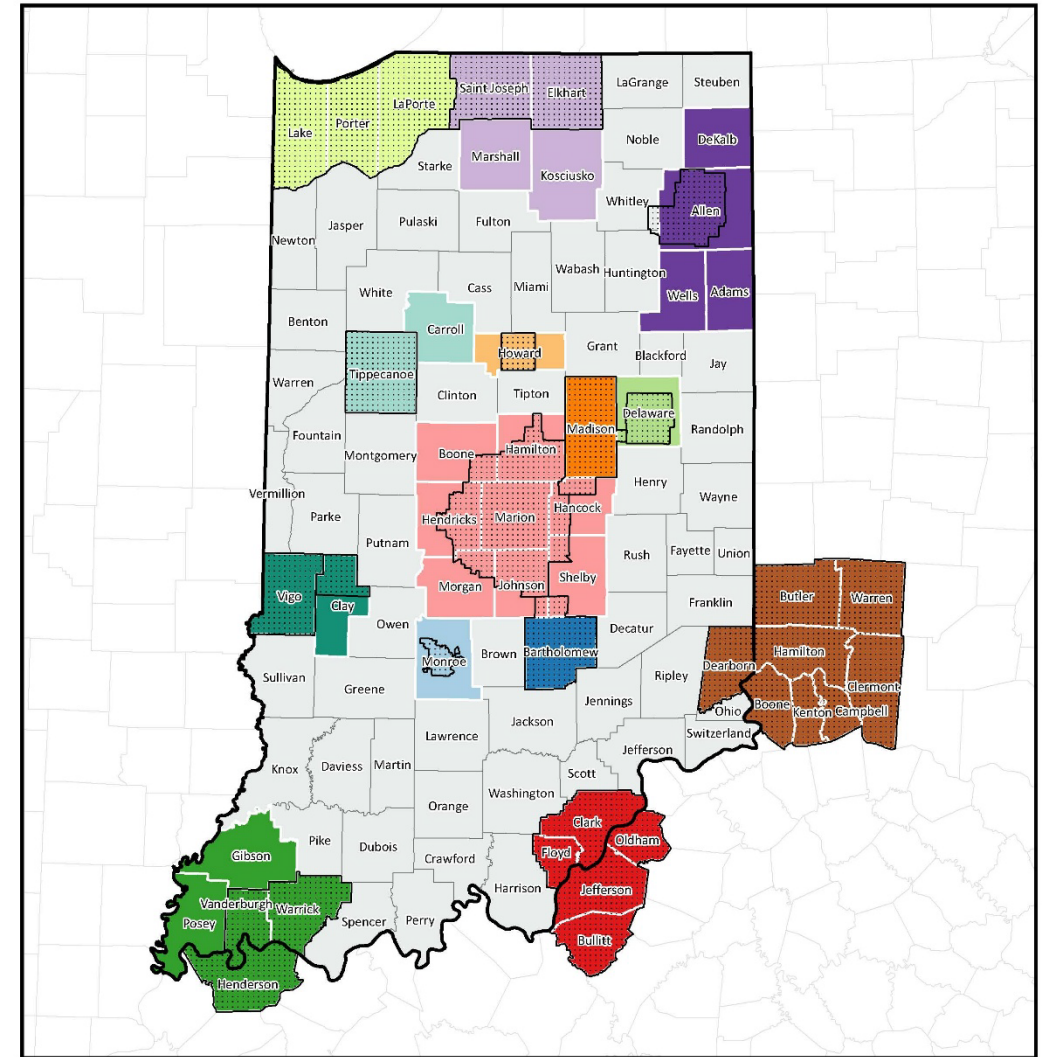 LaGrange
Steuben
Saint Joseph
Elkhart
LaPorte
Porter
Lake
Noble
DeKalb
Starke
Marshall
Kosciusko
Whitley
Allen
Newton
Jasper
Pulaski
Fulton
Wabash
Huntington
White
Cass
Miami
Wells
Adams
Benton
Carroll
Howard
Grant
Blackford
Jay
Tippecanoe
Warren
Clinton
Tipton
Madison
Delaware
Randolph
Fountain
Montgomery
Boone
Hamilton
Henry
Vermillion
Parke
Hendricks
Marion
Hancock
Wayne
Putnam
Rush
Fayette
Union
Vigo
Clay
Morgan
Johnson
Shelby
Franklin
Butler
Warren
Owen
Decatur
Monroe
Brown
Bartholomew
Hamilton
Dearborn
Sullivan
Greene
Ripley
Clermont
Jennings
Boone
Kenton
Campbell
Ohio
Jackson
Switzerland
Lawrence
Jefferson
Knox
Daviess
Martin
Scott
Washington
Orange
Clark
Pike
Dubois
Oldham
Gibson
Crawford
Floyd
Harrison
Jefferson
Vanderburgh
Warrick
Posey
Spencer
Perry
Bullitt
Henderson